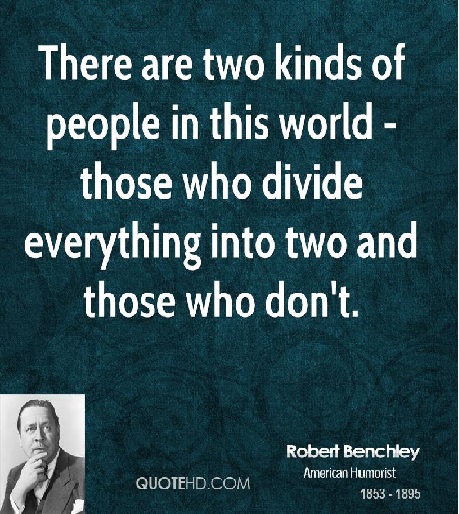 There are two kinds of
people in this world -
those who divide
everything into two and
those who don't.
Robert Benchley
American Humorist
1853 - 1895
QUOTEHD.COM